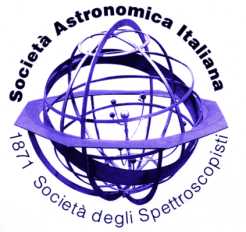 Società Astronomica Italiana
1871 Società degli Spettroscopisti